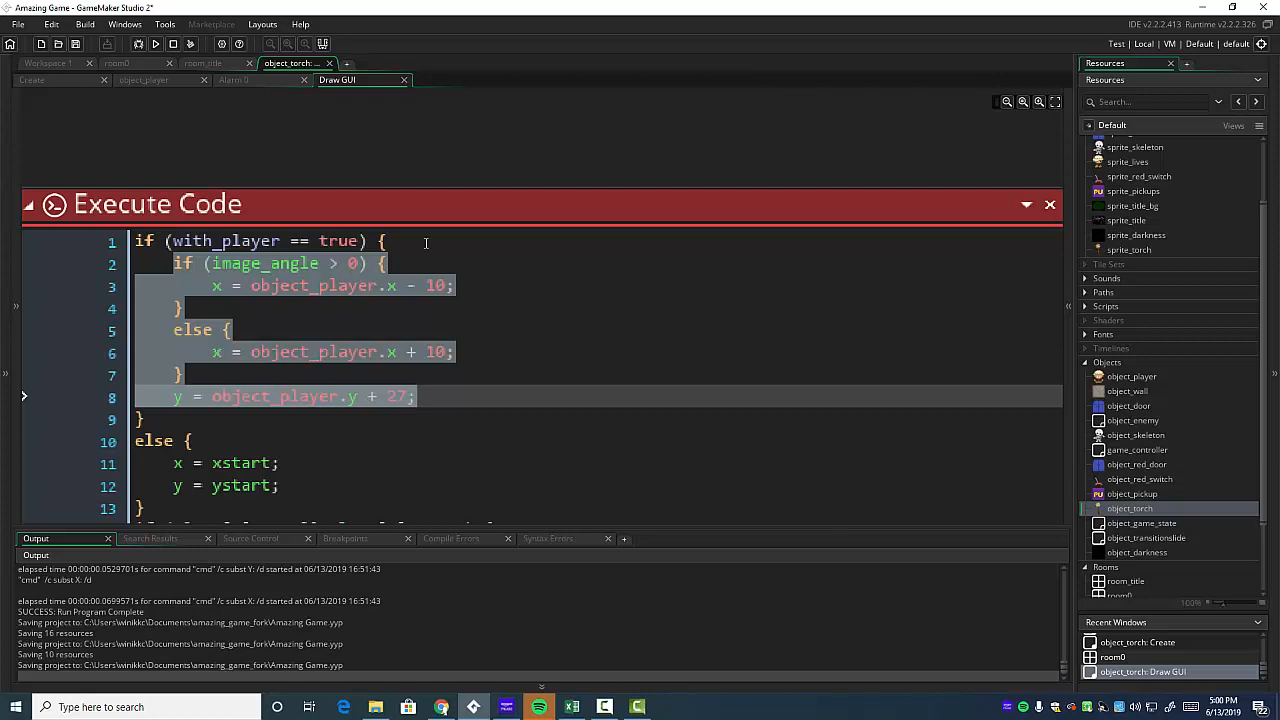 Amazing Game - GameMaker Studio 2*
File Edit Build Windows Tools Marketplace Layouts Help
IDE v2.2.2.413 Runtime v2.2.2.326
Test | Local | VM | Default | default
Workspace 1 room0 room_title object_torch: ...
Create object_player Alarm 0 Draw GUI
Execute Code
1 if (with_player == true) {
2 if (image_angle > 0) {
3 x = object_player.x - 10;
4 }
5 else {
6 x = object_player.x + 10;
7 }
8 y = object_player.y + 27;
9 }
10 else {
11 x = xstart;
12 y = ystart;
13 }
Output Search Results Source Control Breakpoints Compile Errors Syntax Errors
Output
elapsed time 00:00:00.0529701s for command "cmd" /c subst Y: /d started at 06/13/2019 16:51:43
"cmd" /c subst X: /d
elapsed time 00:00:00.0699571s for command "cmd" /c subst X: /d started at 06/13/2019 16:51:43
SUCCESS: Run Program Complete
Saving project to: C:\Users\winikkc\Documents\amazing_game_fork\Amazing Game.yyp
Saving 16 resources
Saving project to: C:\Users\winikkc\Documents\amazing_game_fork\Amazing Game.yyp
Saving 10 resources
Saving project to: C:\Users\winikkc\Documents\amazing_game_fork\Amazing Game.yyp
Resources
Resources
Search...
Default Views
sprite_skeleton
sprite_lives
sprite_red_switch
sprite_pickups
sprite_title_bg
sprite_title
sprite_darkness
sprite_torch
Tile Sets
Sounds
Paths
Scripts
Shaders
Fonts
Timelines
Objects
object_player
object_wall
object_door
object_enemy
object_skeleton
game_controller
object_red_door
object_red_switch
object_pickup
object_torch
object_game_state
object_transitionslide
object_darkness
Rooms
room_title
room0
100%
Recent Windows
object_torch: Create
room0
object_torch: Draw GUI
Type here to search
5:00 PM
6/13/2019